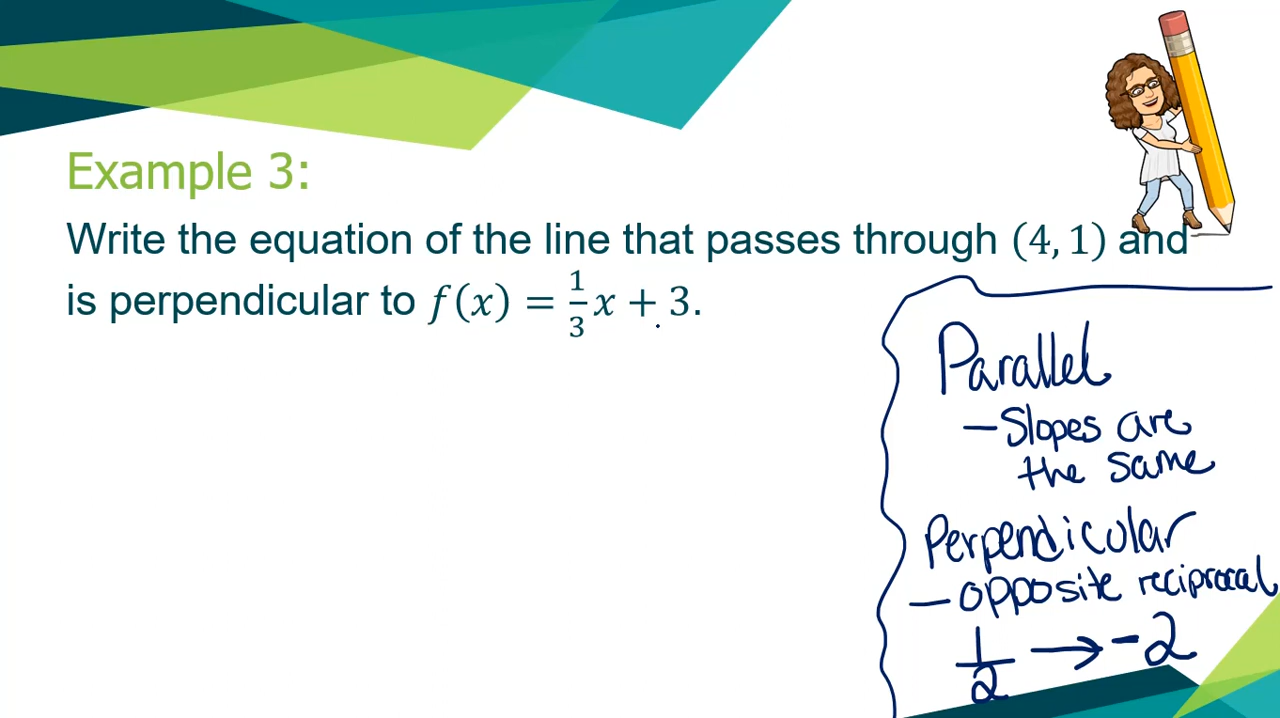 Example 3:
Write the equation of the line that passes through (4, 1) and
is perpendicular to f(x) = 1/3 x + 3.
Parallel
- Slopes are
the same
Perpendicular
- opposite reciprocal
1/2 → -2